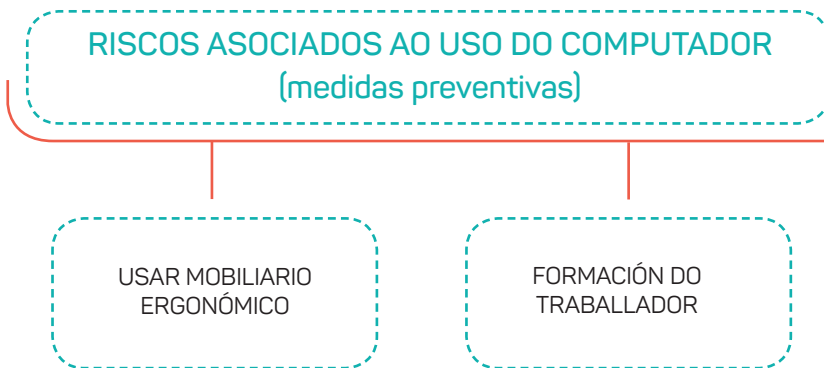 RISCOS ASOCIADOS AO USO DO COMPUTADOR
(medidas preventivas)
USAR MOBILIARIO
ERGONÓMICO
FORMACIÓN DO
TRABALLADOR